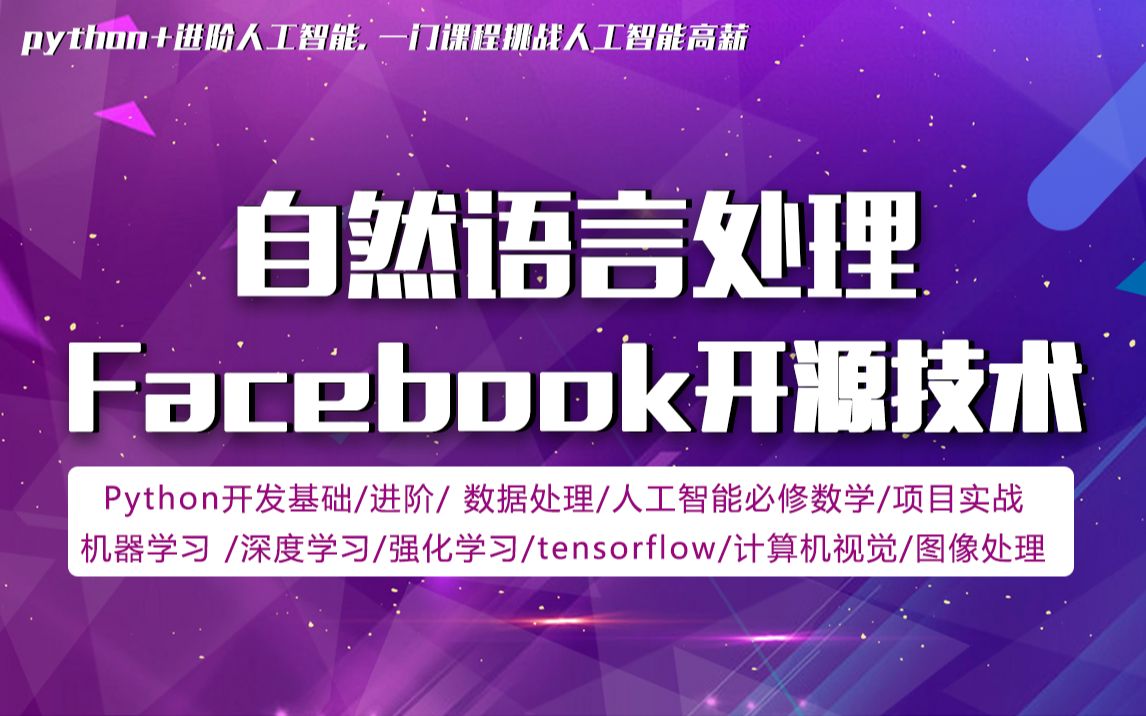 python+进阶人工智能,一门课程挑战人工智能高薪
自然语言处理
Facebook开源技术
Python开发基础/进阶/ 数据处理/人工智能必修数学/项目实战
机器学习 /深度学习/强化学习/tensorflow/计算机视觉/图像处理